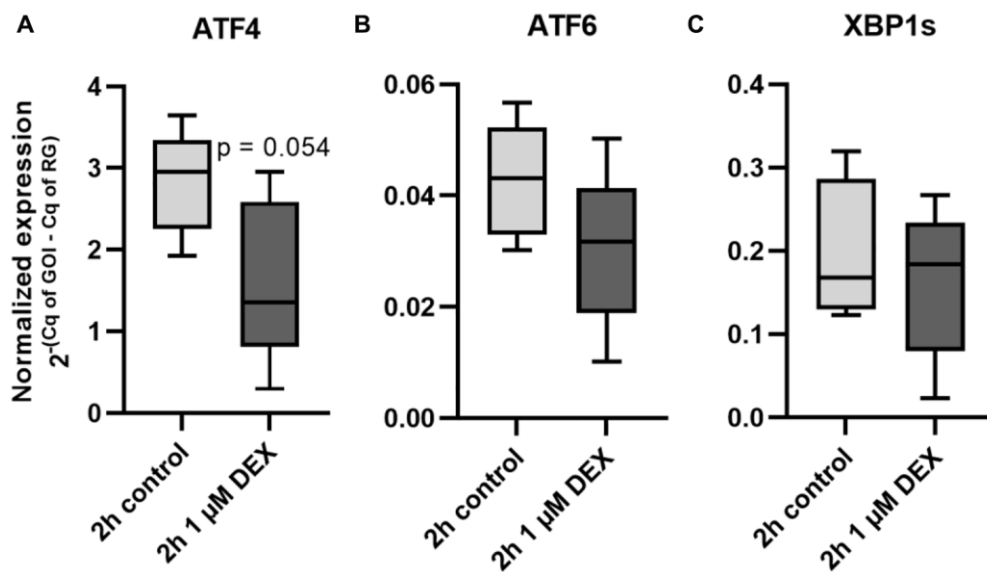 A
ATF4
B
ATF6
C
XBP1s
Normalized expression
2-(Cq of GOI - Cq of RG)
4
3
2
1
0
p = 0.054
2h control
2h 1 µM DEX
0.06
0.04
0.02
0.00
2h control
2h 1 µM DEX
0.4
0.3
0.2
0.1
0.0
2h control
2h 1 µM DEX